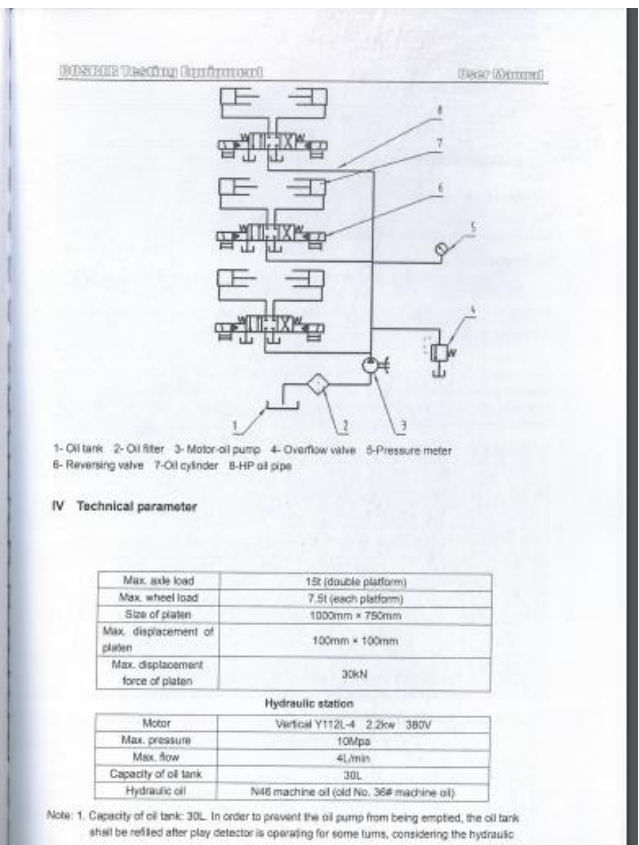 BOSHER Testing Equipment User Manual
8
7
6
5
4
1 2 3
1- Oil tank 2- Oil filter 3- Motor-oil pump 4- Overflow valve 5-Pressure meter
6- Reversing valve 7-Oil cylinder 8-HP oil pipe
IV Technical parameter
Max. axle load 15t (double platform)
Max. wheel load 7.5t (each platform)
Size of platen 1000mm × 750mm
Max. displacement of
platen 100mm × 100mm
Max. displacement
force of platen 30kN
Hydraulic station
Motor Vertical Y112L-4 2.2kw 380V
Max. pressure 10Mpa
Max. flow 4L/min
Capacity of oil tank 30L
Hydraulic oil N46 machine oil (old No. 36# machine oil)
Note: 1. Capacity of oil tank: 30L. In order to prevent the oil pump from being emptied, the oil tank
shall be refilled after play detector is operating for some turns, considering the hydraulic